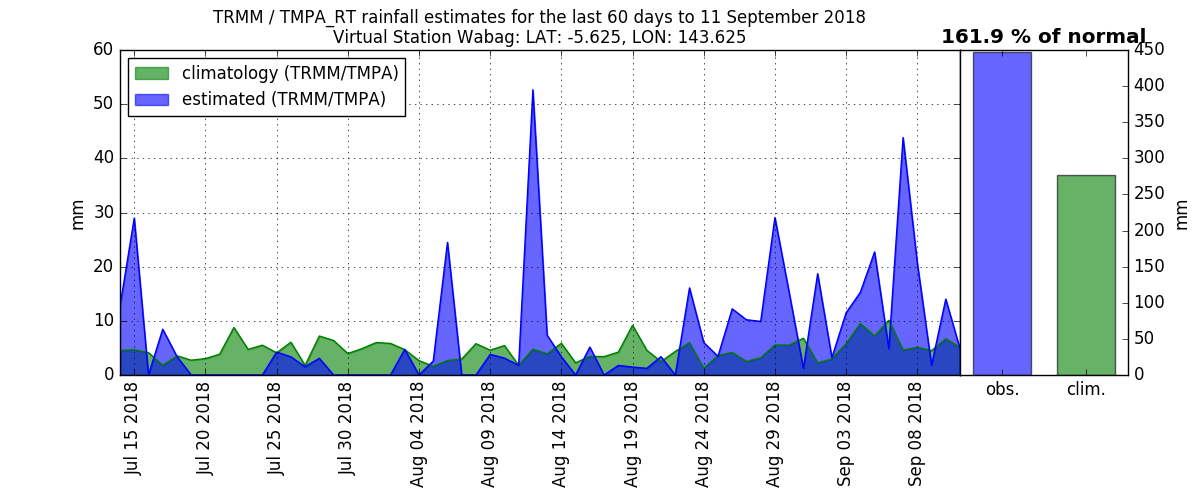 TRMM / TMPA_RT rainfall estimates for the last 60 days to 11 September 2018
Virtual Station Wabag: LAT: -5.625, LON: 143.625
161.9 % of normal
climatology (TRMM/TMPA)
estimated (TRMM/TMPA)
mm
60
50
40
30
20
10
0
Jul 15 2018
Jul 20 2018
Jul 25 2018
Jul 30 2018
Aug 04 2018
Aug 09 2018
Aug 14 2018
Aug 19 2018
Aug 24 2018
Aug 29 2018
Sep 03 2018
Sep 08 2018
obs.
clim.
450
400
350
300
250
200
150
100
50
0
mm